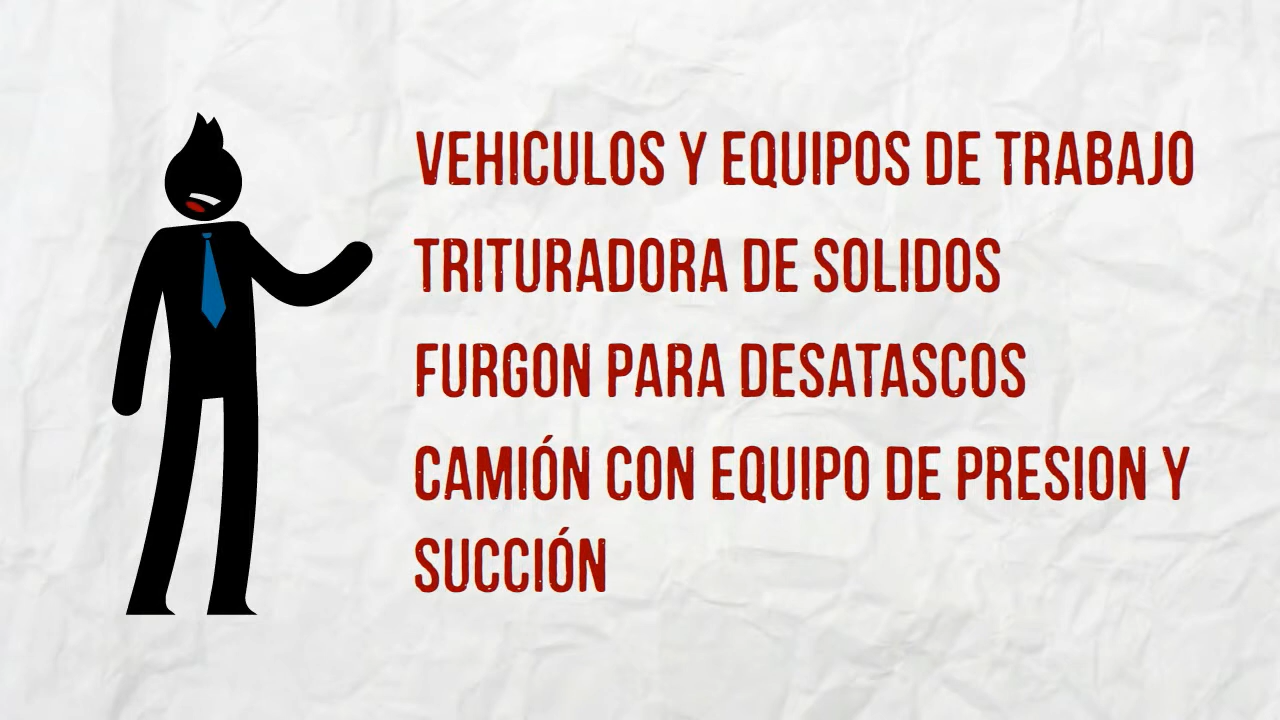 VEHICULOS Y EQUIPOS DE TRABAJO
TRITURADORA DE SOLIDOS
FURGON PARA DESATASCOS
CAMIÓN CON EQUIPO DE PRESION Y
SUCCIÓN